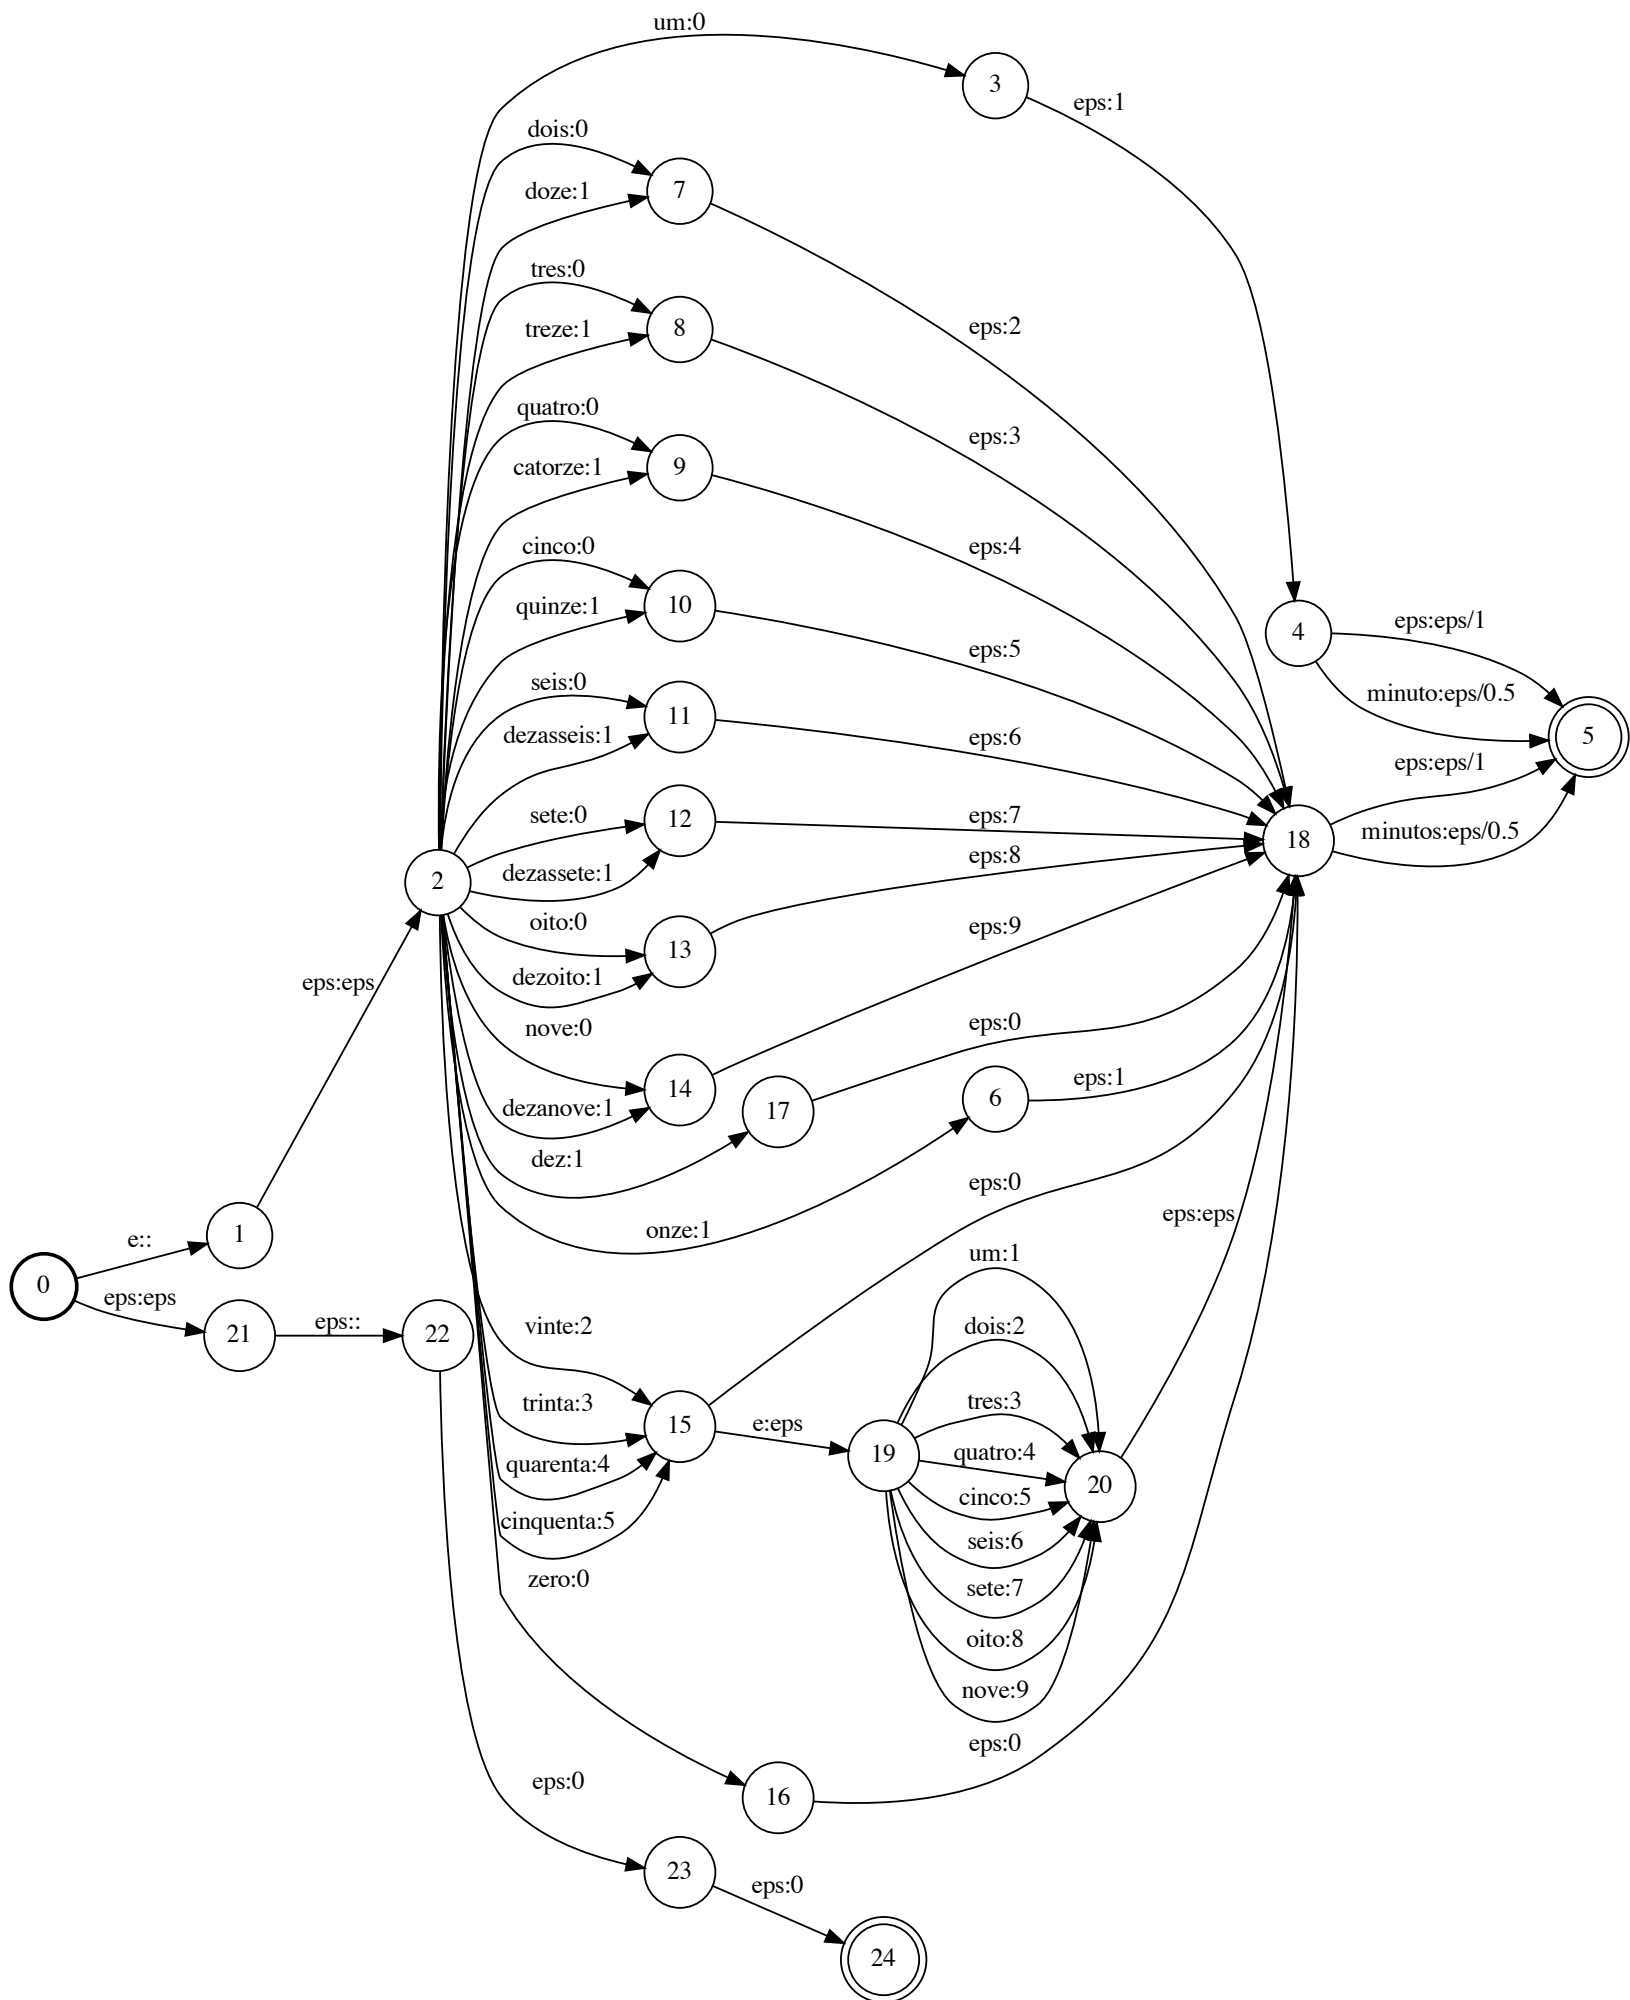 um:0
3
eps:1
dois:0
7
doze:1
tres:0
8
treze:1
eps:2
quatro:0
catorze:1
9
eps:3
cinco:0
quinze:1
10
eps:4
seis:0
dezasseis:1
11
eps:5
4
eps:eps/1
minuto:eps/0.5
5
eps:6
sete:0
dezassete:1
12
eps:7
eps:8
18
eps:eps/1
minutos:eps/0.5
2
oito:0
dezoito:1
13
eps:9
eps:eps
nove:0
dezanove:1
14
dez:1
17
eps:0
6
eps:1
onze:1
eps:0
eps:eps
0
e::
1
eps:eps
21
eps::
22
vinte:2
trinta:3
quarenta:4
cinquenta:5
15
e:eps
19
um:1
dois:2
tres:3
quatro:4
cinco:5
seis:6
sete:7
oito:8
nove:9
20
zero:0
16
eps:0
eps:0
23
eps:0
24